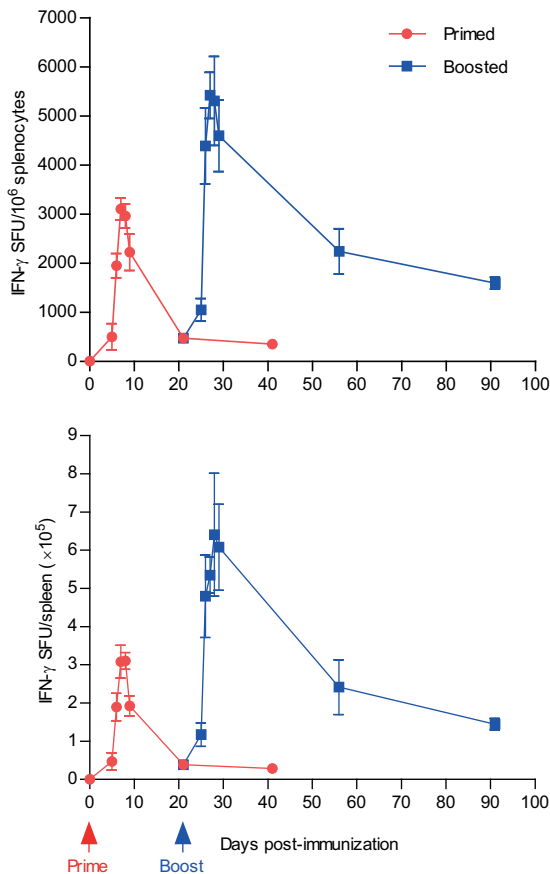 7000
6000
5000
4000
3000
2000
1000
0
IFN-γ SFU/10⁶ splenocytes
Primed
Boosted
0 10 20 30 40 50 60 70 80 90 100
9
8
7
6
5
4
3
2
1
0
IFN-γ SFU/spleen ( ×10⁵)
0 10 20 30 40 50 60 70 80 90 100
Days post-immunization
Prime Boost